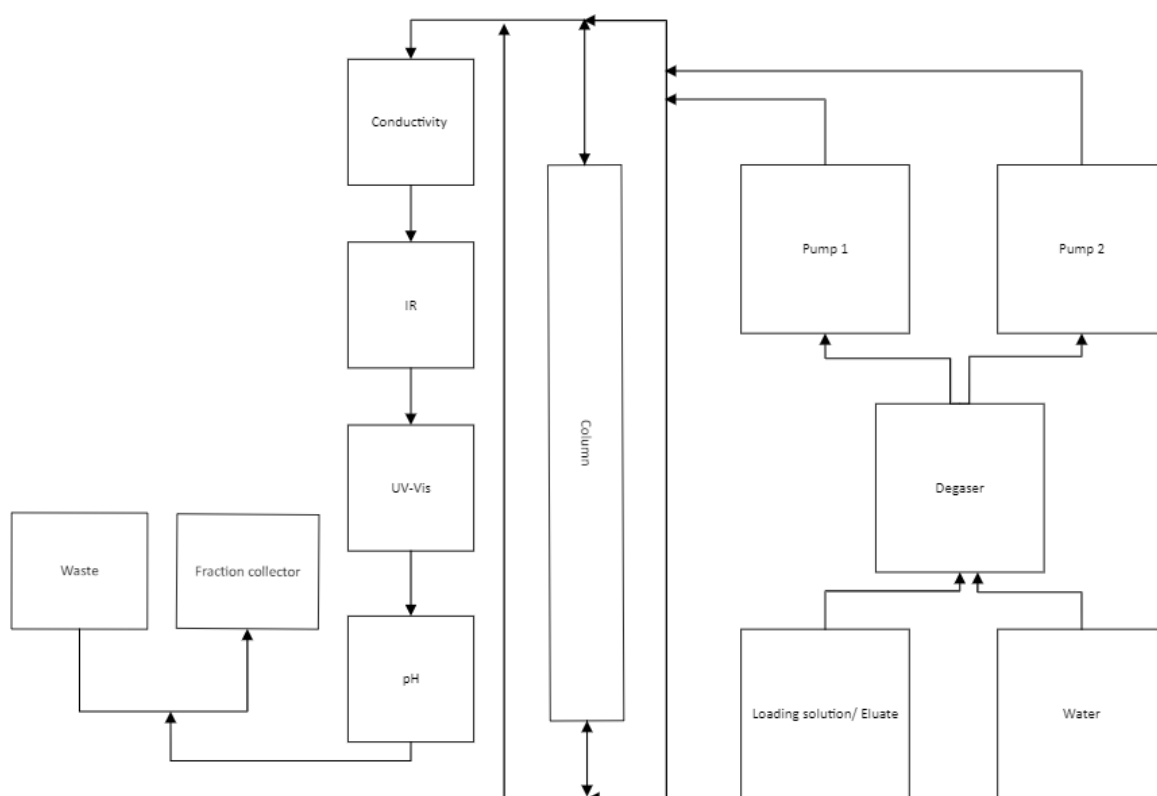 Conductivity
Pump 1
Pump 2
IR
Column
UV-Vis
Degaser
Waste
Fraction collector
pH
Loading solution/ Eluate
Water